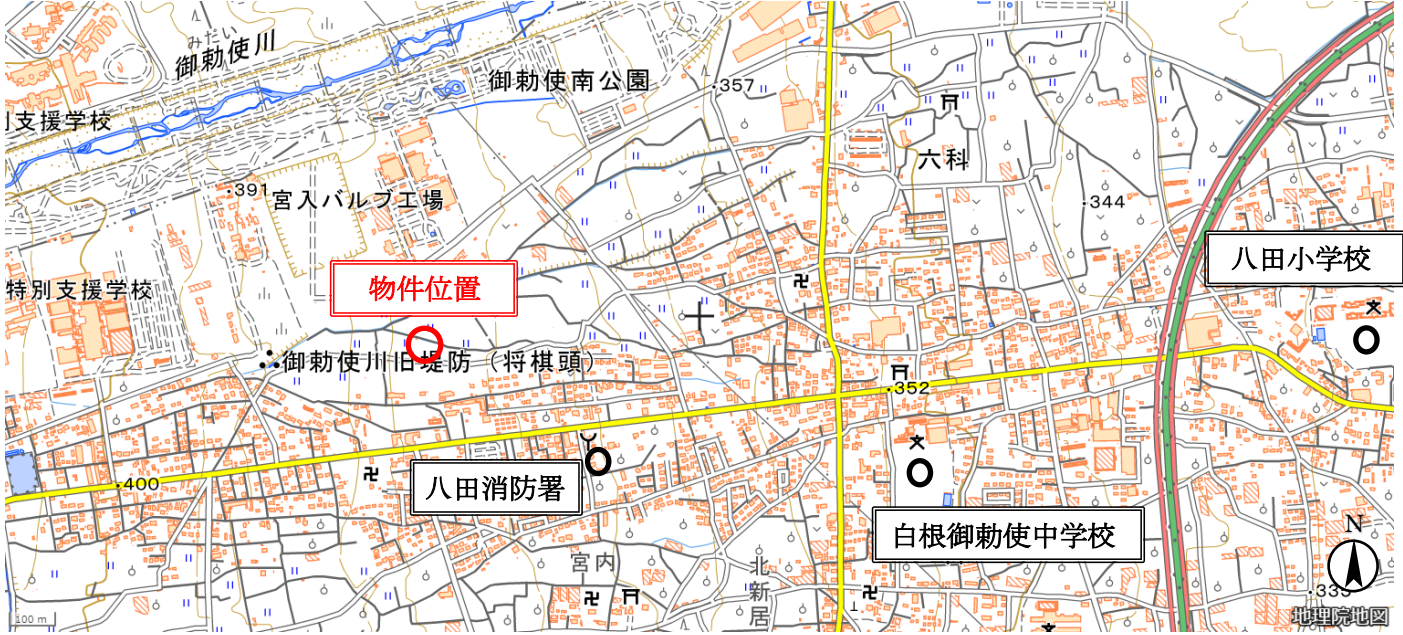 みだい
御勅使川
御勅使南公園
・357
六科
支援学校
・391
宮入バルブ工場
・344
八田小学校
物件位置
特別支援学校
御勅使川旧堤防（将棋頭）
・352
八田消防署
・400
白根御勅使中学校
宮内
北新居
N
100 m
地理院地図